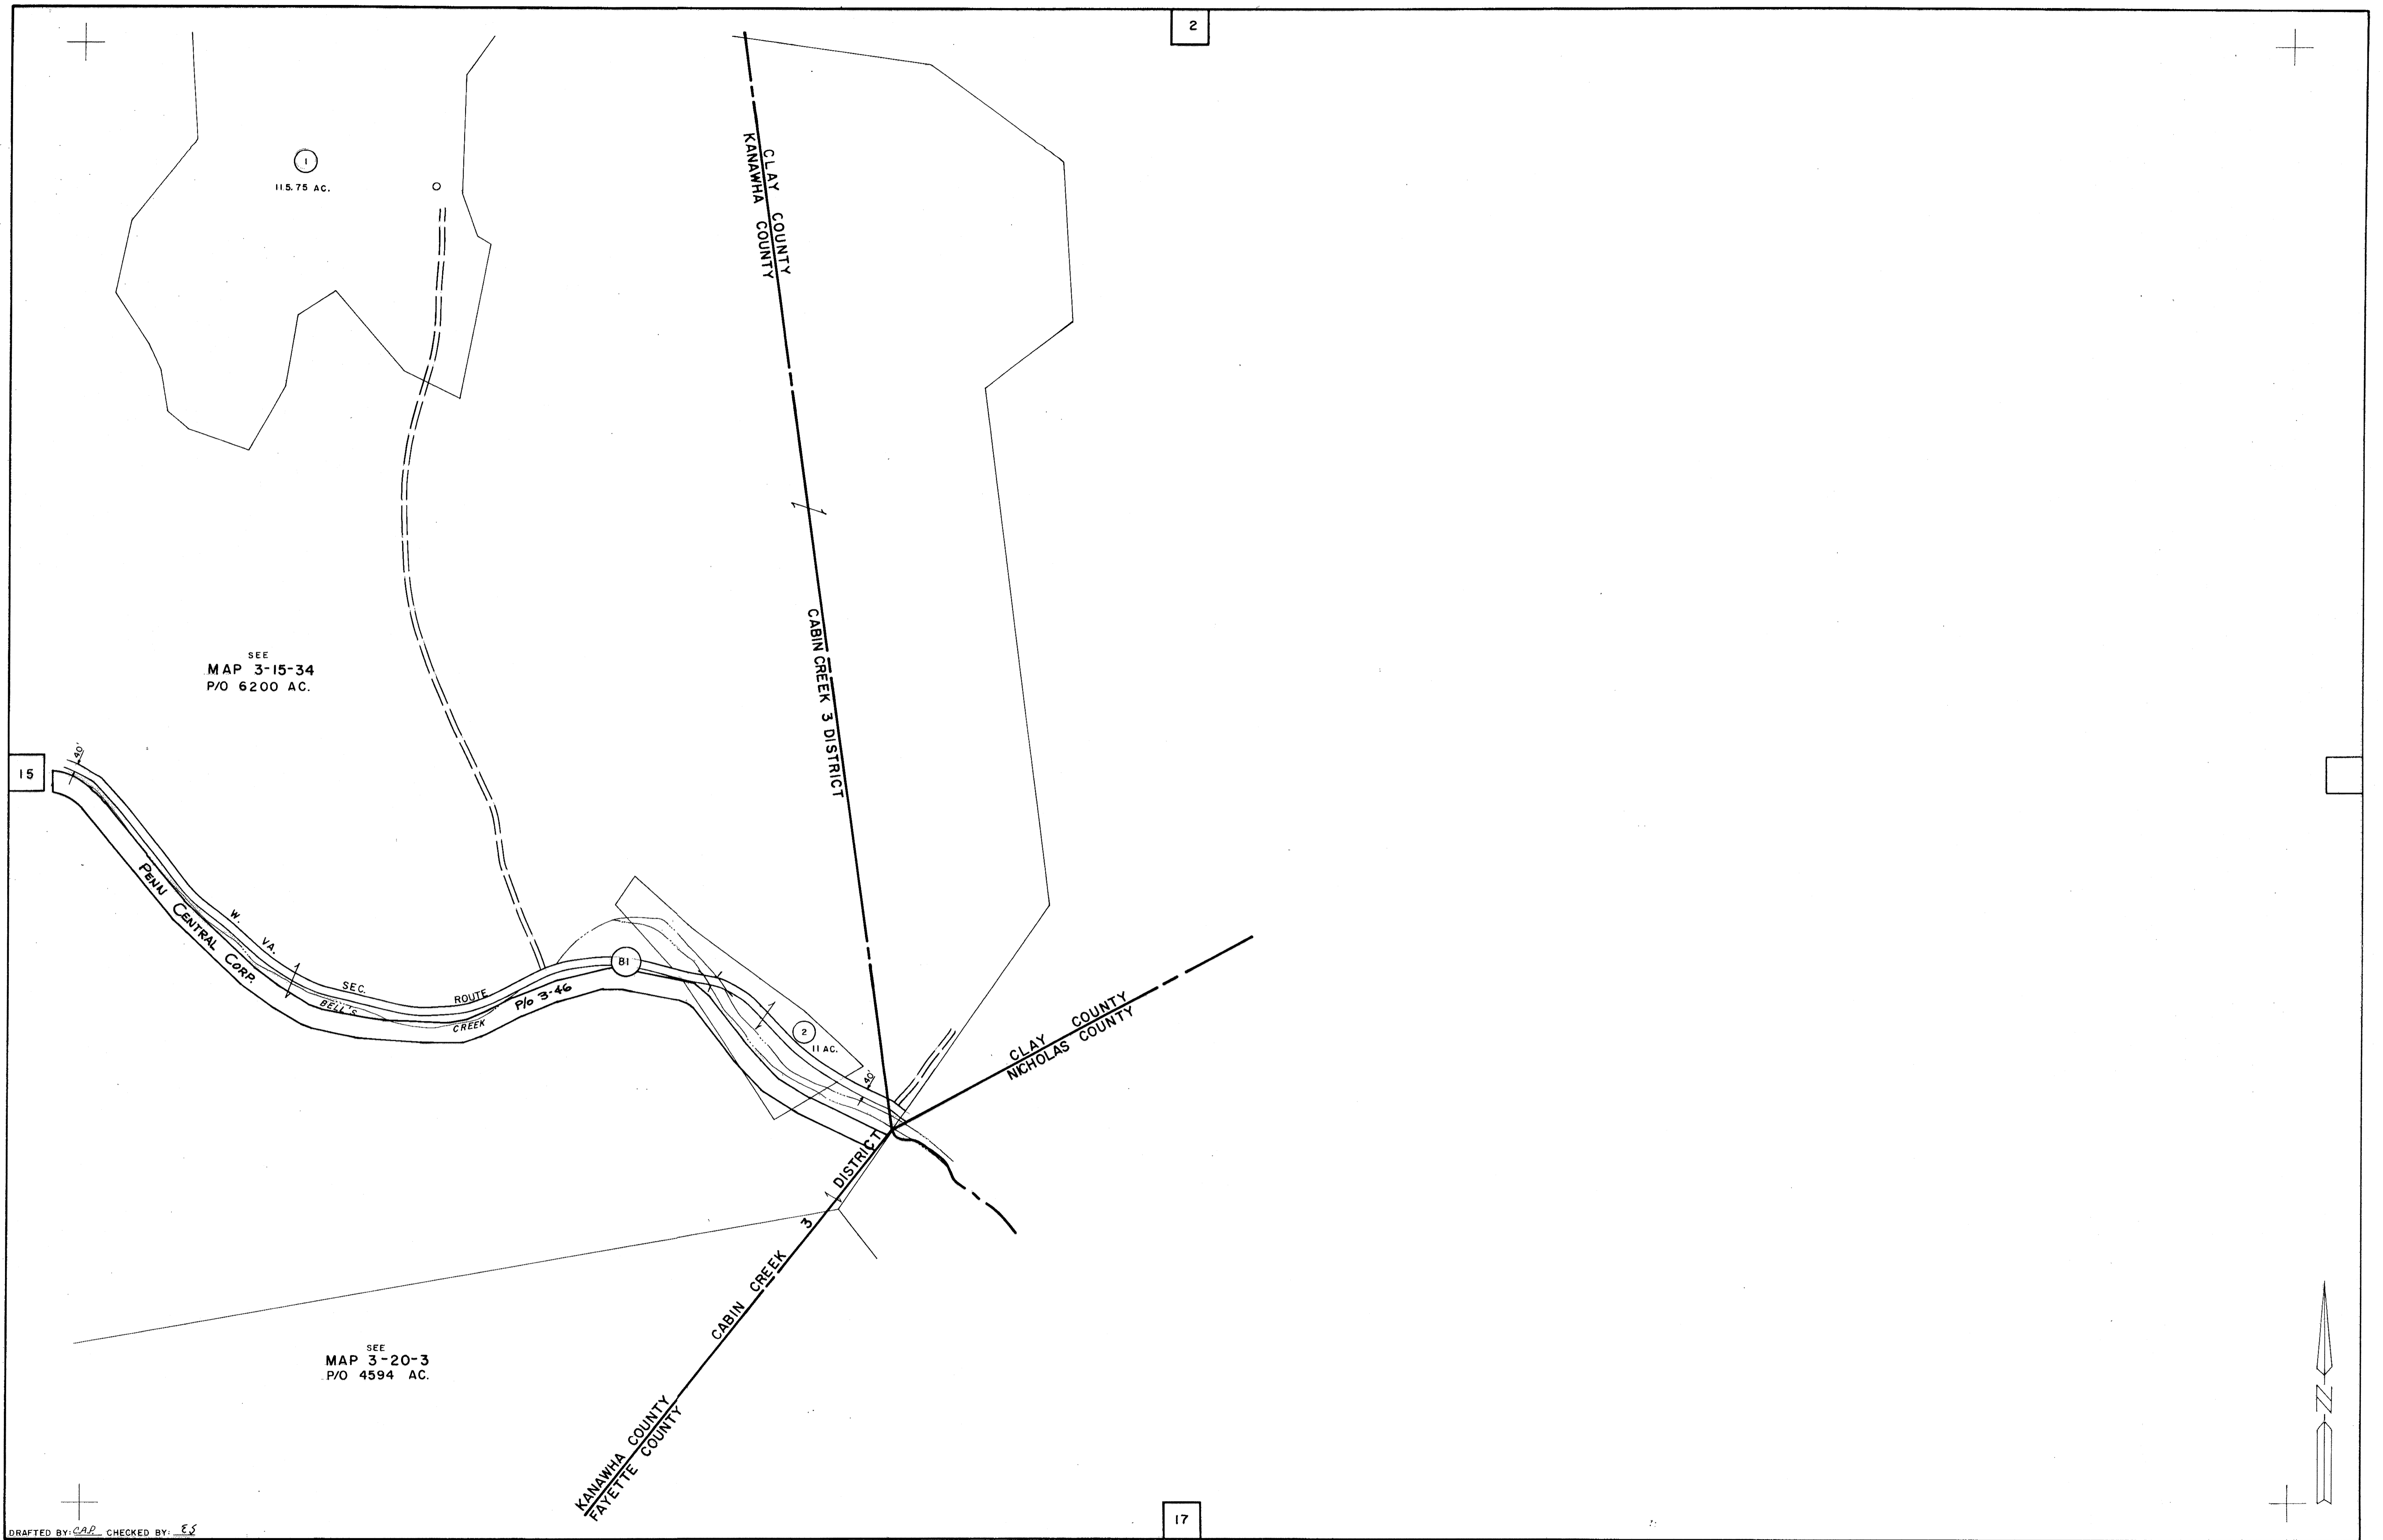 2
1
115.75 AC.
CLAY COUNTY
KANAWHA COUNTY
CABIN CREEK 3 DISTRICT
SEE
MAP 3-15-34
P/O 6200 AC.
15
40'
PENN CENTRAL CORP.
W. VA. SEC. ROUTE
BELL'S CREEK
P/o 3-46
B1
2
11 AC.
40'
CLAY COUNTY
NICHOLAS COUNTY
CABIN CREEK 3 DISTRICT
SEE
MAP 3-20-3
P/O 4594 AC.
KANAWHA COUNTY
FAYETTE COUNTY
N
17
DRAFTED BY: CAP. CHECKED BY: ES